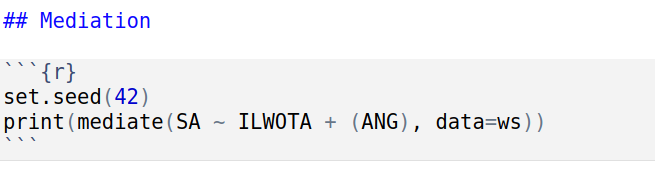 ## Mediation
```{r}
set.seed(42)
print(mediate(SA ~ ILWOTA + (ANG), data=ws))
```